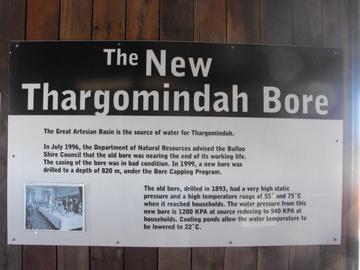 The New
Thargomindah Bore
The Great Artesian Basin is the source of water for Thargomindah.
In July 1996, the Department of Natural Resources advised the Bulloo
Shire Council that the old bore was nearing the end of its working life.
The casing of the bore was in bad condition. In 1999, a new bore was
drilled to a depth of 820 m, under the Bore Capping Program.
The old bore, drilled in 1893, had a very high static
pressure and a high temperature range of 55° and 75°C
when it reached households. The water pressure from this
new bore is 1200 KPA at source reducing to 540 KPA at
households. Cooling ponds allow the water temperature to
be lowered to 22°C.